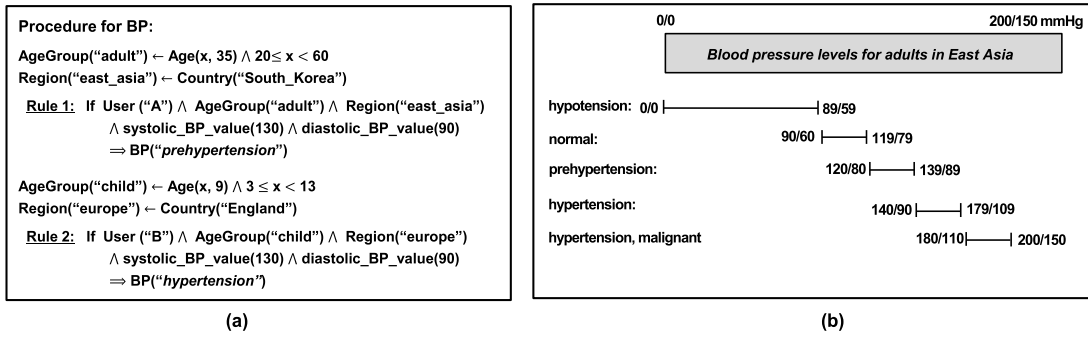 Procedure for BP:
AgeGroup(“adult”) ← Age(x, 35) ∧ 20≤ x < 60
Region(“east_asia”) ← Country(“South_Korea”)
Rule 1: If User (“A”) ∧ AgeGroup(“adult”) ∧ Region(“east_asia”)
∧ systolic_BP_value(130) ∧ diastolic_BP_value(90)
⟹ BP(“prehypertension”)
AgeGroup(“child”) ← Age(x, 9) ∧ 3 ≤ x < 13
Region(“europe”) ← Country(“England”)
Rule 2: If User (“B”) ∧ AgeGroup(“child”) ∧ Region(“europe”)
∧ systolic_BP_value(130) ∧ diastolic_BP_value(90)
⟹ BP(“hypertension”)
(a)
0/0 200/150 mmHg
Blood pressure levels for adults in East Asia
hypotension: 0/0 89/59
normal: 90/60 119/79
prehypertension: 120/80 139/89
hypertension: 140/90 179/109
hypertension, malignant 180/110 200/150
(b)